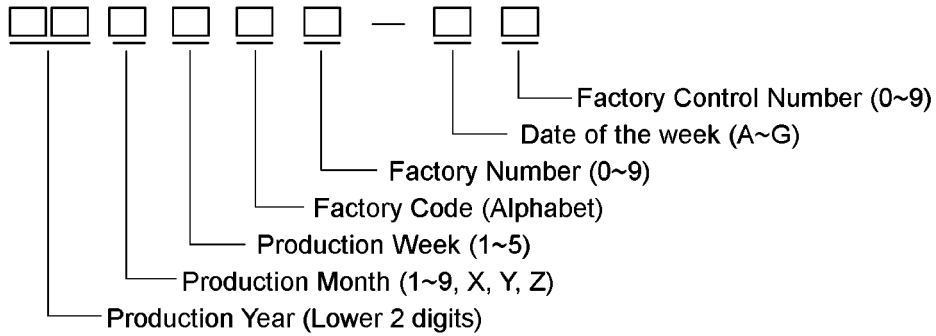 Factory Control Number (0~9)
Date of the week (A~G)
Factory Number (0~9)
Factory Code (Alphabet)
Production Week (1~5)
Production Month (1~9, X, Y, Z)
Production Year (Lower 2 digits)